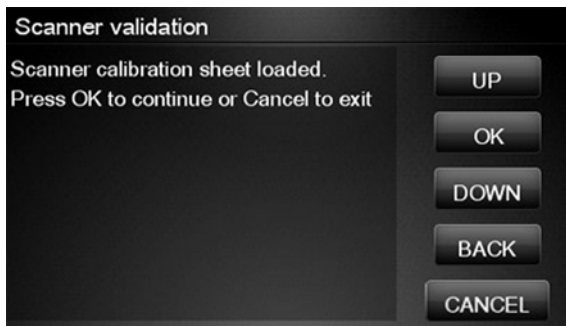 Scanner validation
Scanner calibration sheet loaded.
Press OK to continue or Cancel to exit
UP
OK
DOWN
BACK
CANCEL